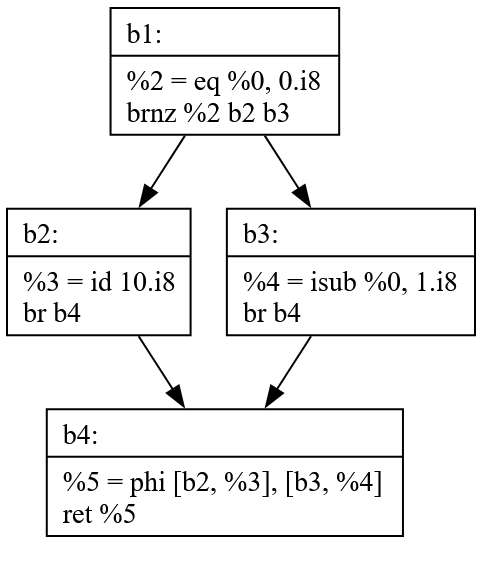 b1:
%2 = eq %0, 0.i8
brnz %2 b2 b3
b2:
%3 = id 10.i8
br b4
b3:
%4 = isub %0, 1.i8
br b4
b4:
%5 = phi [b2, %3], [b3, %4]
ret %5